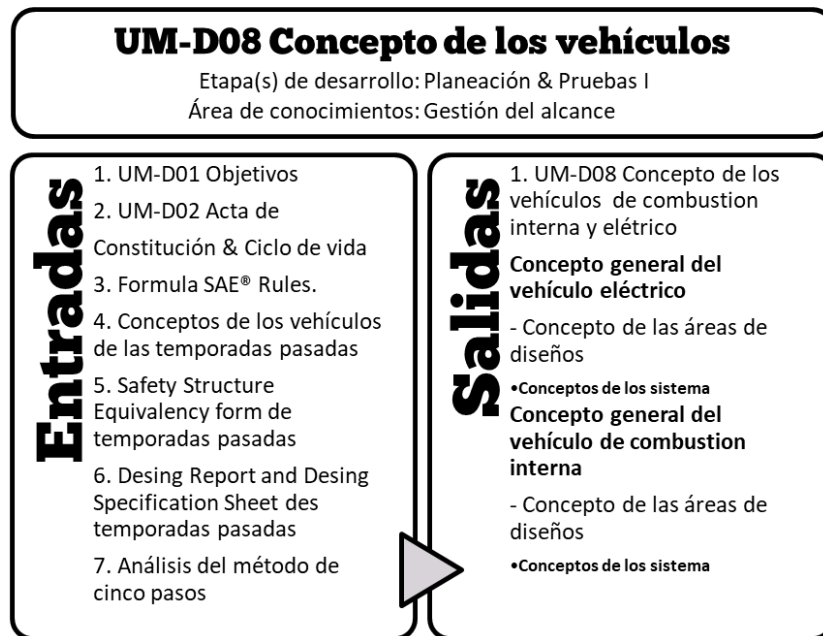 UM-D08 Concepto de los vehículos
Etapa(s) de desarrollo: Planeación & Pruebas I
Área de conocimientos: Gestión del alcance
Entradas
1. UM-D01 Objetivos
2. UM-D02 Acta de
Constitución & Ciclo de vida
3. Formula SAE® Rules.
4. Conceptos de los vehículos
de las temporadas pasadas
5. Safety Structure
Equivalency form de
temporadas pasadas
6. Desing Report and Desing
Specification Sheet des
temporadas pasadas
7. Análisis del método de
cinco pasos
Salidas
1. UM-D08 Concepto de los
vehículos de combustion
interna y elétrico
Concepto general del
vehículo eléctrico
- Concepto de las áreas de
diseños
•Conceptos de los sistema
Concepto general del
vehículo de combustion
interna
- Concepto de las áreas de
diseños
•Conceptos de los sistema